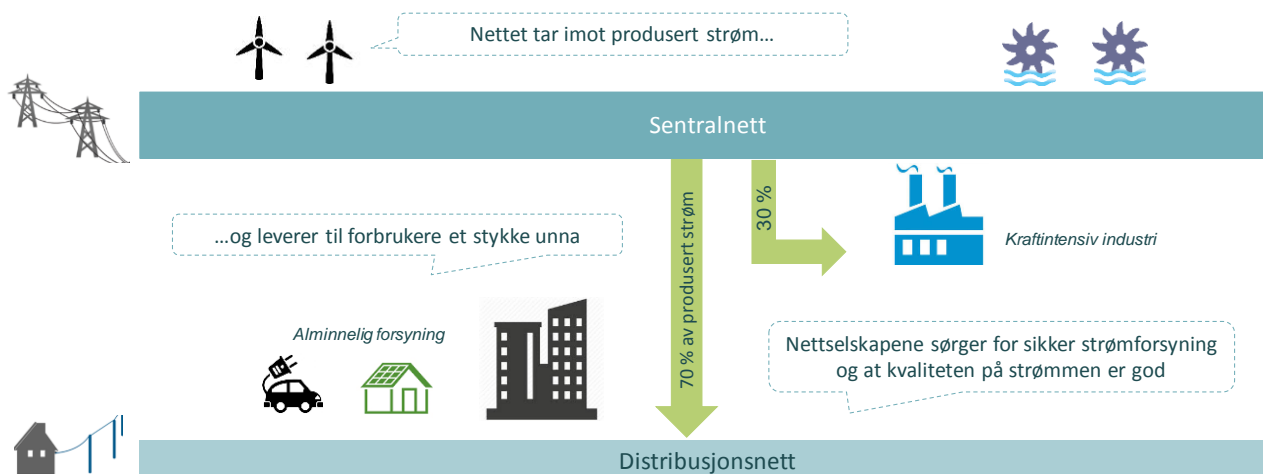 Nettet tar imot produsert strøm…
Sentralnett
70 % av produsert strøm
30 %
Kraftintensiv industri
…og leverer til forbrukere et stykke unna
Alminnelig forsyning
Nettselskapene sørger for sikker strømforsyning
og at kvaliteten på strømmen er god
Distribusjonsnett